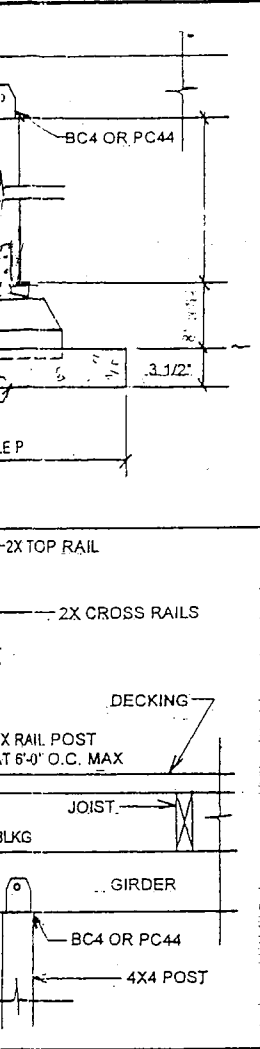 BC4 OR PC44
3 1/2"
LE P
2X TOP RAIL
2X CROSS RAILS
DECKING
X RAIL POST
AT 6'-0" O.C. MAX
JOIST
BLKG
GIRDER
BC4 OR PC44
4X4 POST